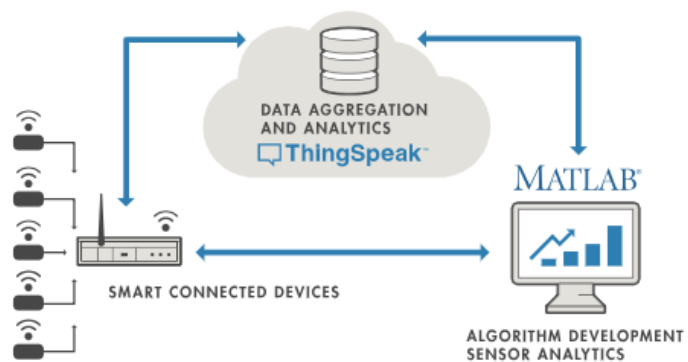 DATA AGGREGATION
AND ANALYTICS
ThingSpeak™
MATLAB®
SMART CONNECTED DEVICES
ALGORITHM DEVELOPMENT
SENSOR ANALYTICS